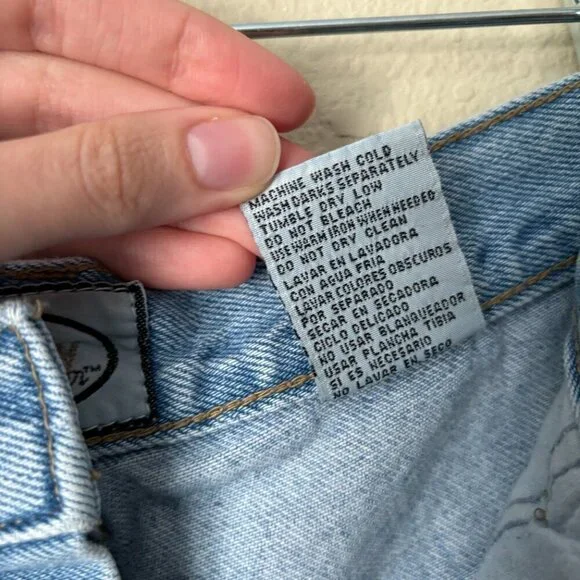 MACHINE WASH COLD
WASH DARKS SEPARATELY
TUMBLE DRY LOW
DO NOT BLEACH
USE WARM IRON WHEN NEEDED
DO NOT DRY CLEAN
LAVAR EN LAVADORA
CON AGUA FRIA
LAVAR COLORES OBSCUROS
POR SEPARADO
SECAR EN SECADORA
CICLO DELICADO
NO USAR BLANQUEADOR
USAR PLANCHA TIBIA
SI ES NECESARIO
NO LAVAR EN SECO
TM